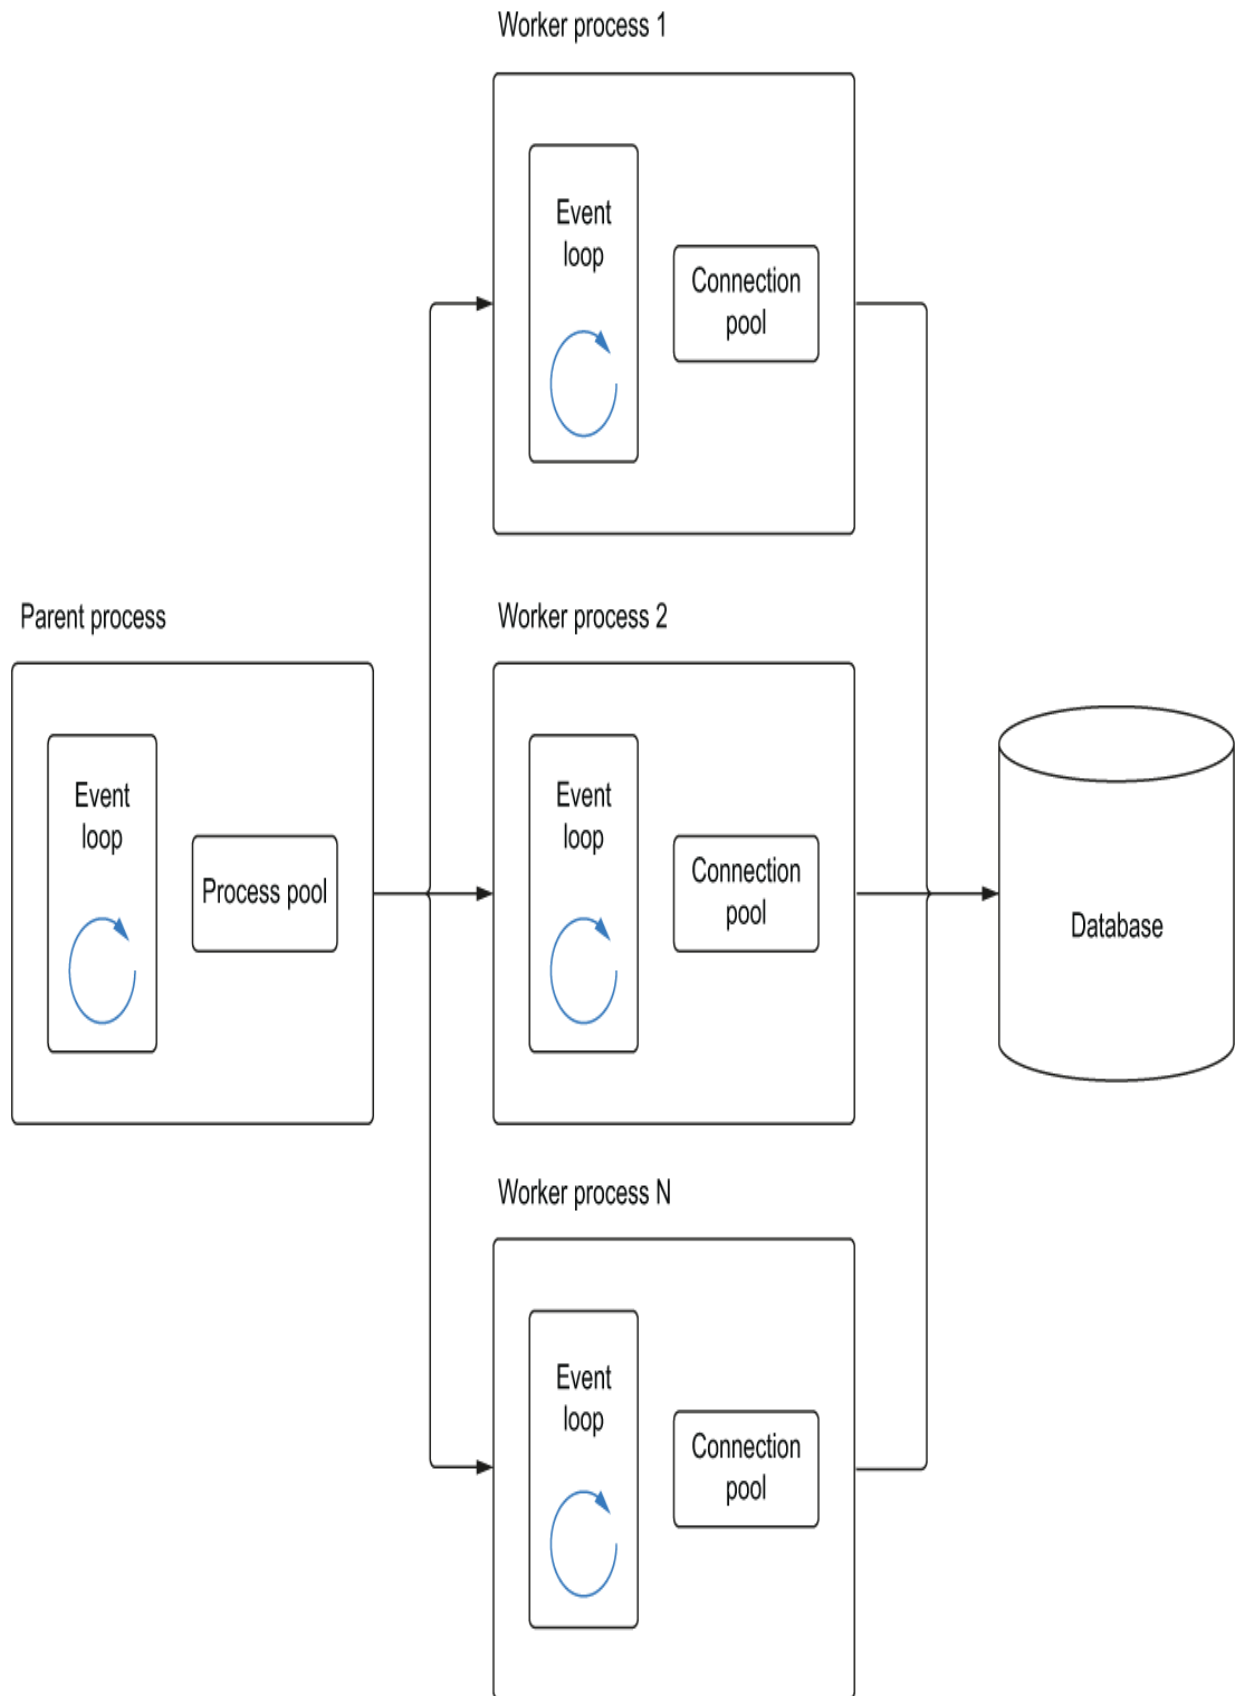 Worker process 1
Event
loop
Connection
pool
Parent process
Event
loop
Process pool
Worker process 2
Event
loop
Connection
pool
Database
Worker process N
Event
loop
Connection
pool